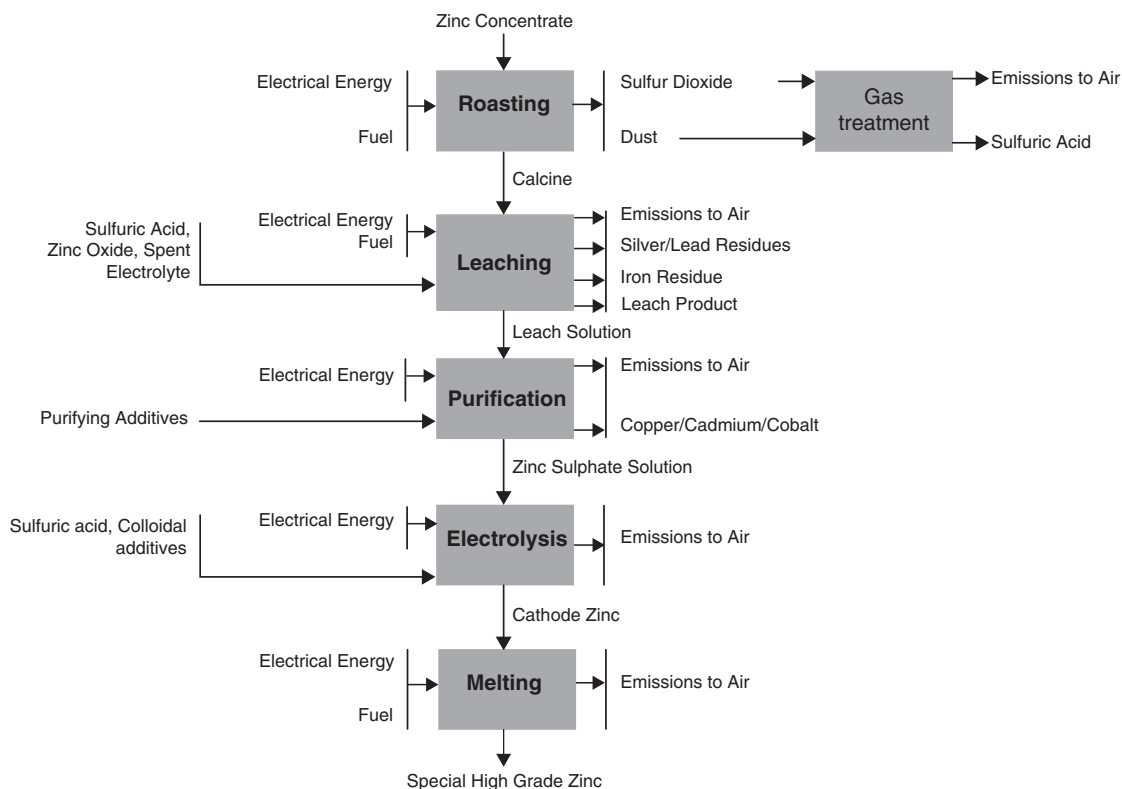 Zinc Concentrate
Electrical Energy
Fuel
Roasting
Sulfur Dioxide
Dust
Gas
treatment
Emissions to Air
Sulfuric Acid
Calcine
Sulfuric Acid,
Zinc Oxide, Spent
Electrolyte
Electrical Energy
Fuel
Leaching
Emissions to Air
Silver/Lead Residues
Iron Residue
Leach Product
Leach Solution
Electrical Energy
Purifying Additives
Purification
Emissions to Air
Copper/Cadmium/Cobalt
Zinc Sulphate Solution
Sulfuric acid, Colloidal
additives
Electrical Energy
Electrolysis
Emissions to Air
Cathode Zinc
Electrical Energy
Fuel
Melting
Emissions to Air
Special High Grade Zinc